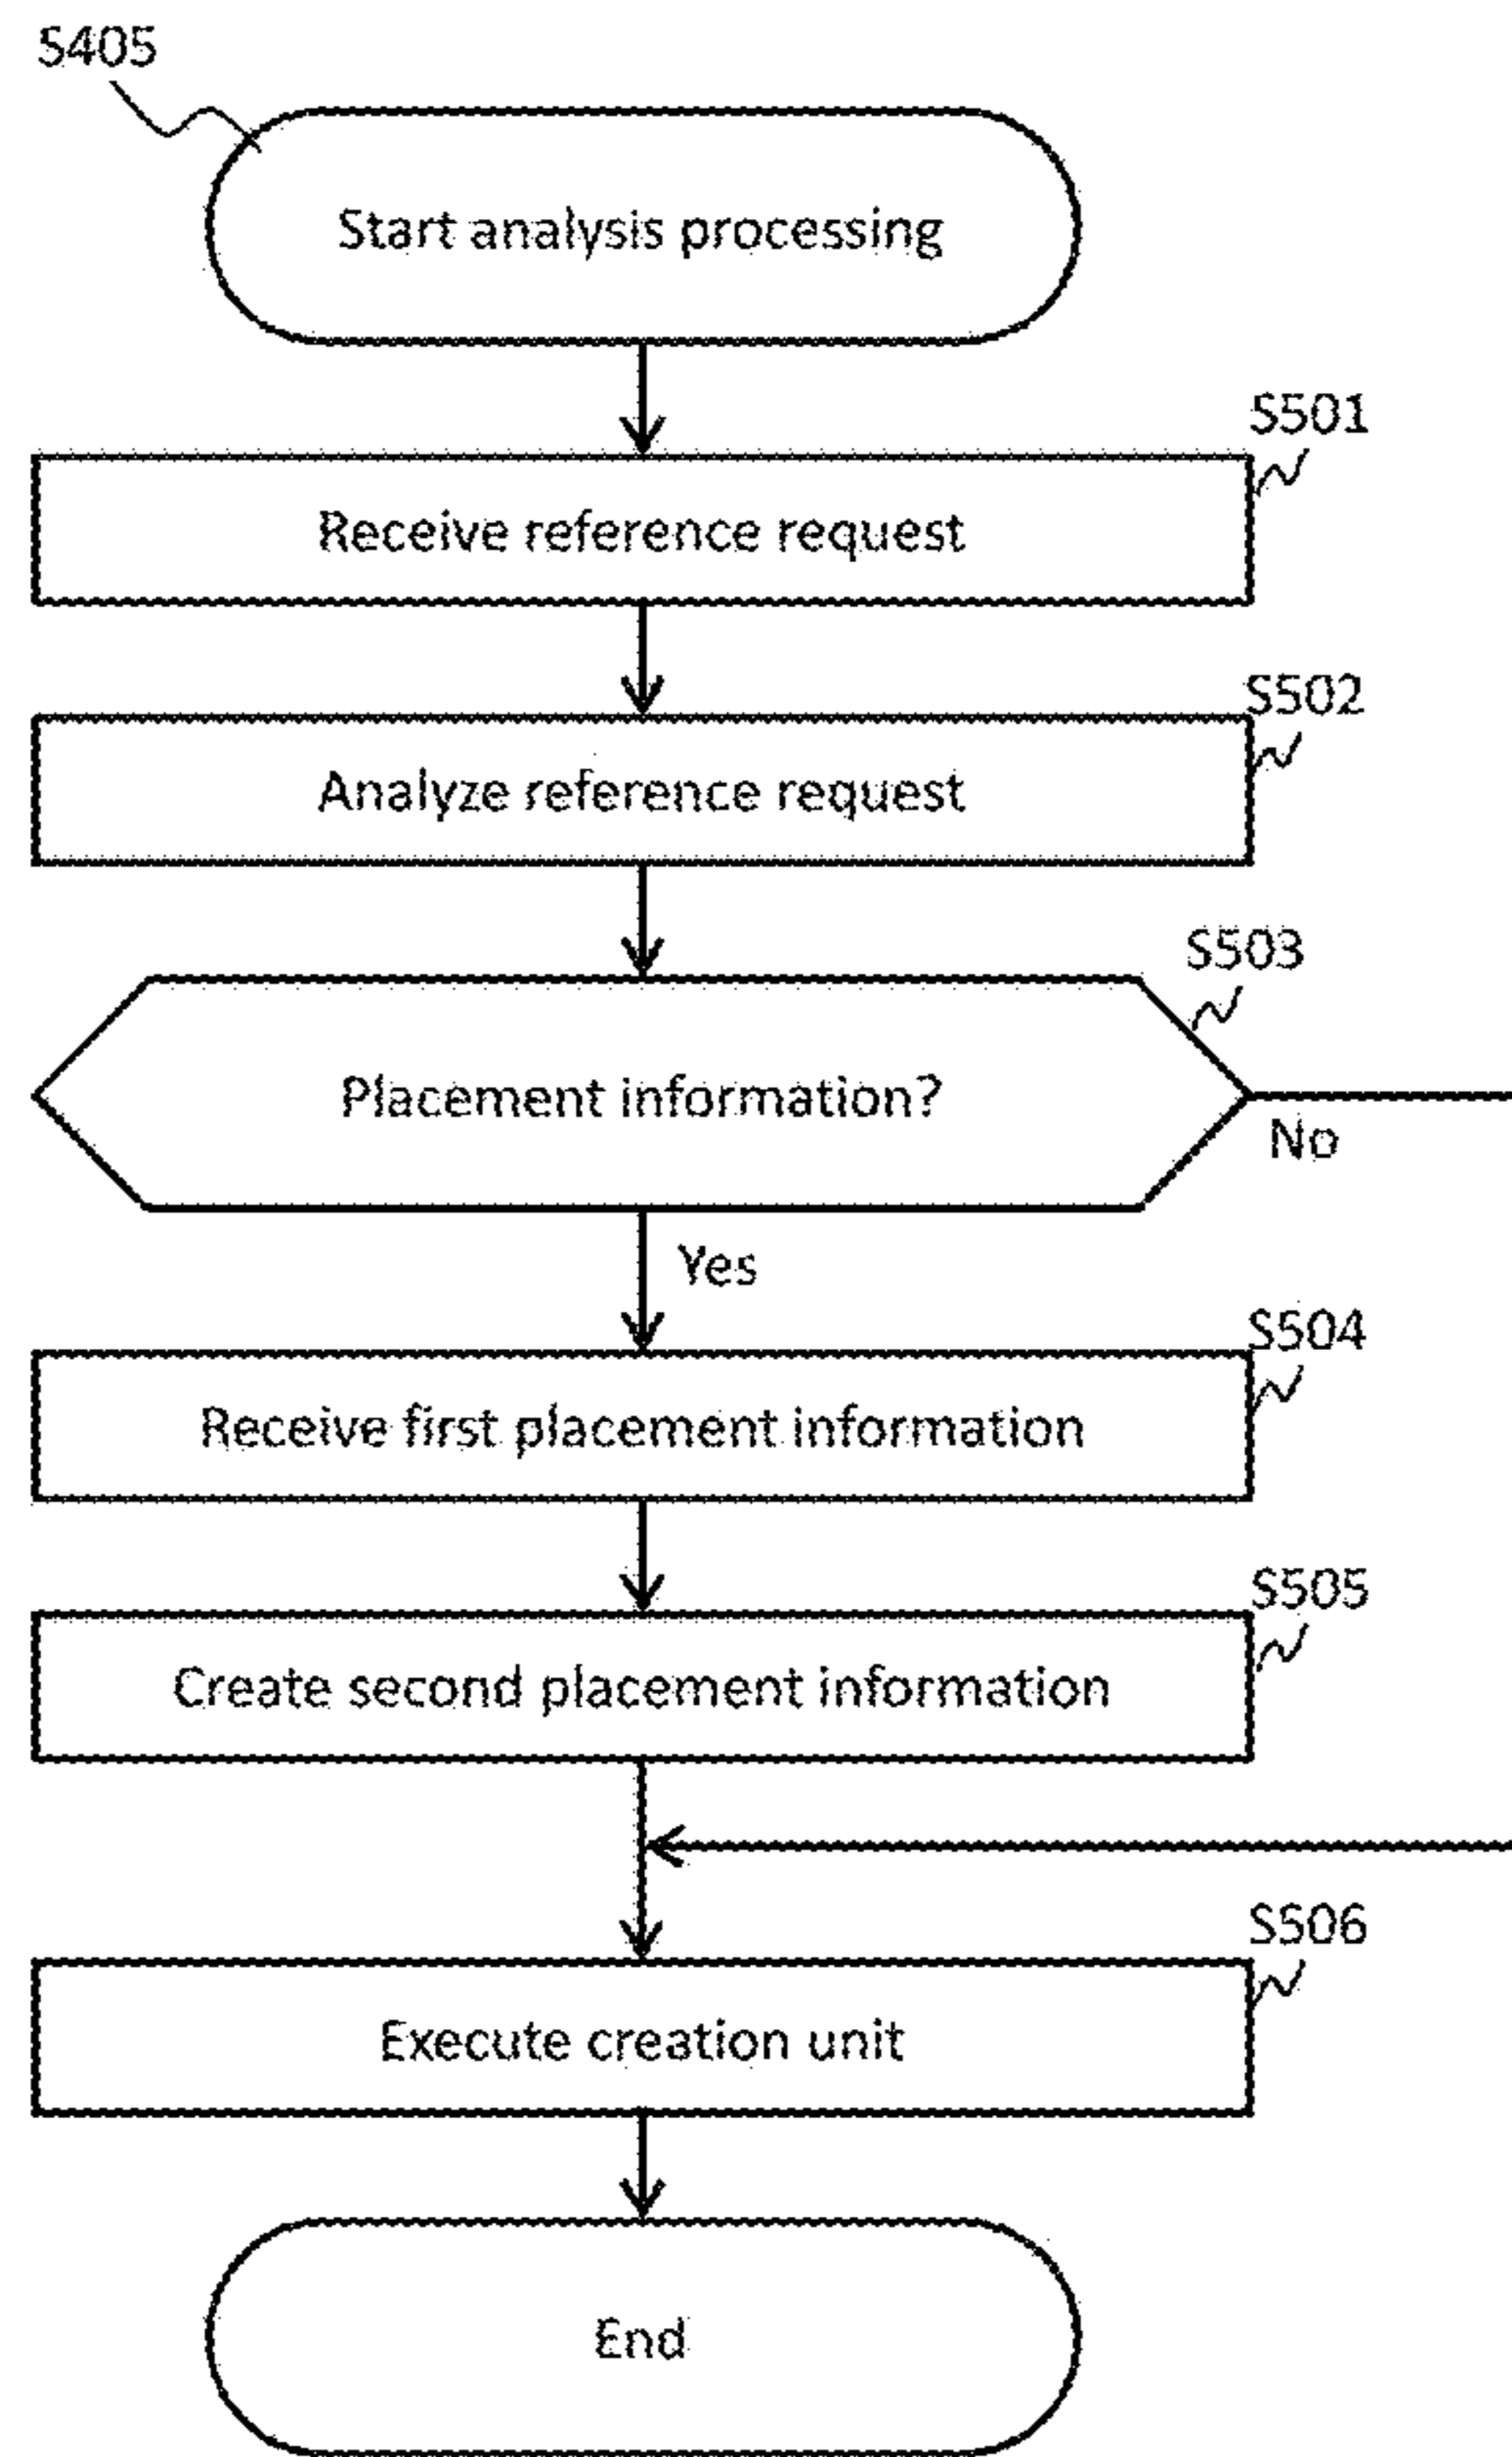 S405
Start analysis processing
S501
Receive reference request
S502
Analyze reference request
S503
Placement information?
No
Yes
S504
Receive first placement information
S505
Create second placement information
S506
Execute creation unit
End